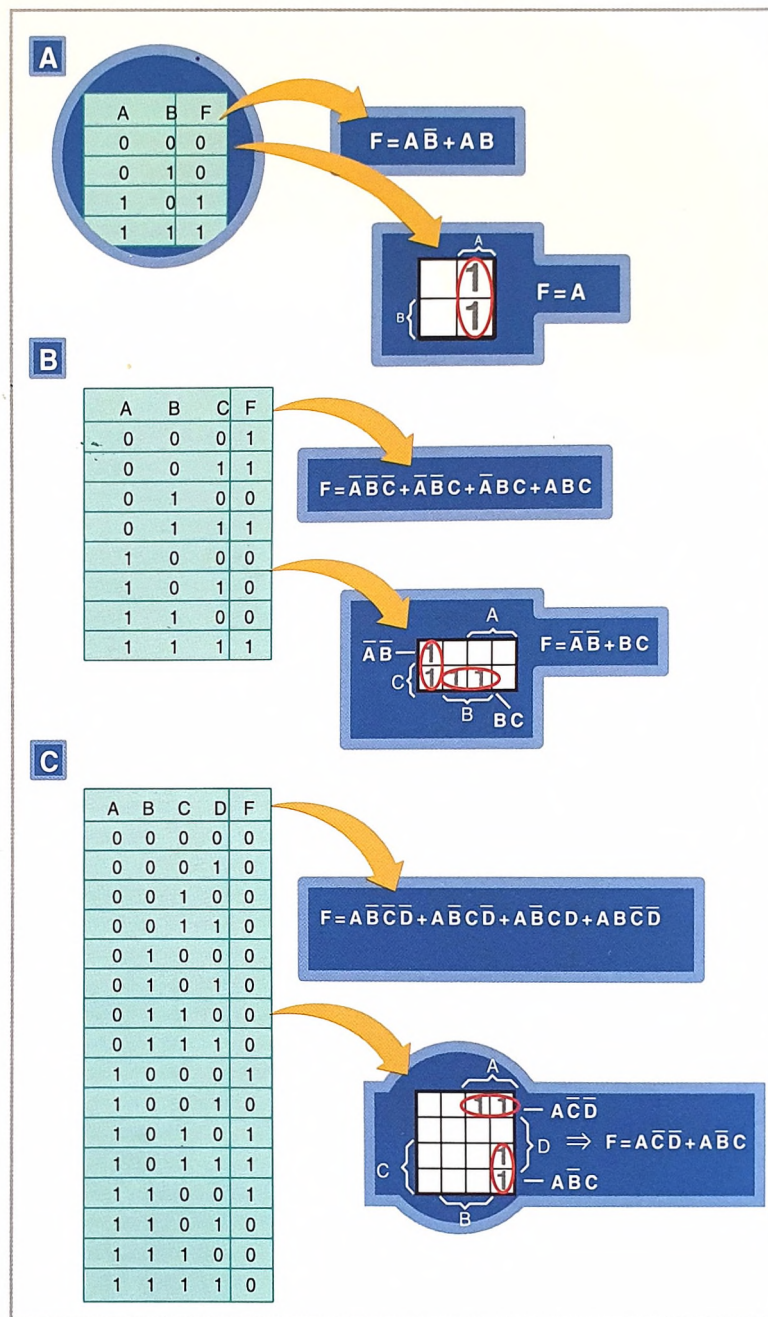 A
A B F
0 0 0
0 1 0
1 0 1
1 1 1
F=AB̅+AB
A
B
1
1
F=A
B
A B C F
0 0 0 1
0 0 1 1
0 1 0 0
0 1 1 1
1 0 0 0
1 0 1 0
1 1 0 0
1 1 1 1
F=A̅B̅C̅+A̅B̅C+A̅BC+ABC
A
A̅B̅
1
C
1 1 1
B
BC
F=A̅B̅+BC
C
A B C D F
0 0 0 0 0
0 0 0 1 0
0 0 1 0 0
0 0 1 1 0
0 1 0 0 0
0 1 0 1 0
0 1 1 0 0
0 1 1 1 0
1 0 0 0 1
1 0 0 1 0
1 0 1 0 1
1 0 1 1 1
1 1 0 0 1
1 1 0 1 0
1 1 1 0 0
1 1 1 1 0
F=AB̅C̅D̅+AB̅CD̅+AB̅CD+ABC̅D̅
A
1 1
AC̅D̅
D
C
1
1
B
AB̅C
⇒ F=AC̅D̅+AB̅C